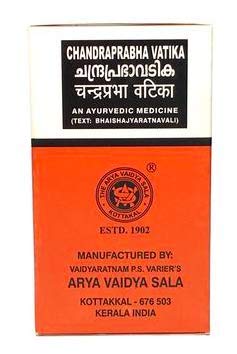 CHANDRAPRABHA VATIKA
ചന്ദ്രപ്രഭാവടിക
चन्द्रप्रभा वटिका
AN AYURVEDIC MEDICINE
(TEXT: BHAISHAJYARATNAVALI)
®
THE ARYA VAIDYA SALA
KOTTAKKAL
ESTD. 1902
MANUFACTURED BY:
VAIDYARATNAM P.S. VARIER'S
ARYA VAIDYA SALA
KOTTAKKAL - 676 503
KERALA INDIA